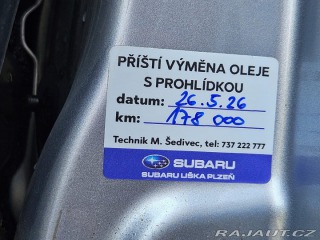 PŘÍŠTÍ VÝMĚNA OLEJE
S PROHLÍDKOU
datum: 26.5.26
km: 178 000
Technik M. Šedivec, tel: 737 222 777
SUBARU
SUBARU LIŠKA PLZEŇ
RAJAUT.CZ